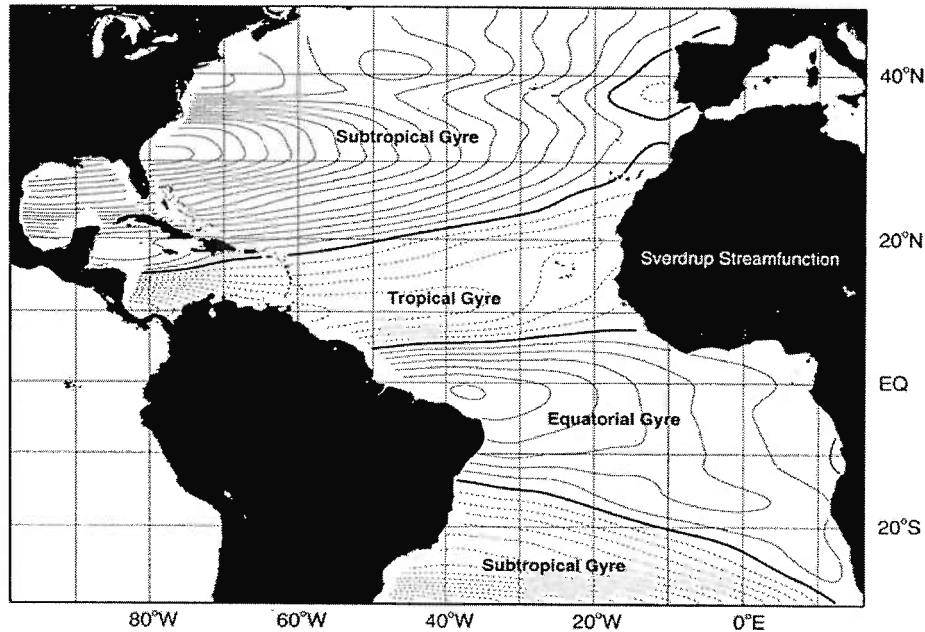 40°N
Subtropical Gyre
20°N
Sverdrup Streamfunction
Tropical Gyre
EQ
Equatorial Gyre
20°S
Subtropical Gyre
80°W 60°W 40°W 20°W 0°E